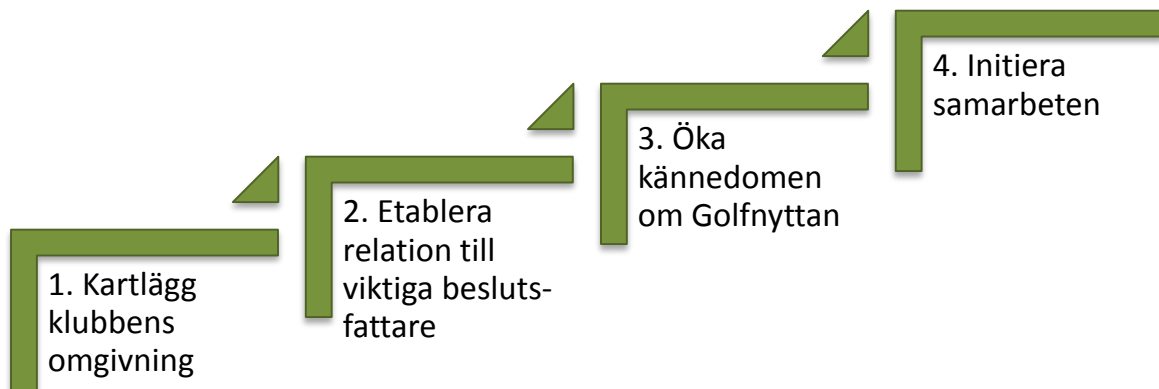 1. Kartlägg
klubbens
omgivning
2. Etablera
relation till
viktiga besluts-
fattare
3. Öka
kännedomen
om Golfnyttan
4. Initiera
samarbeten